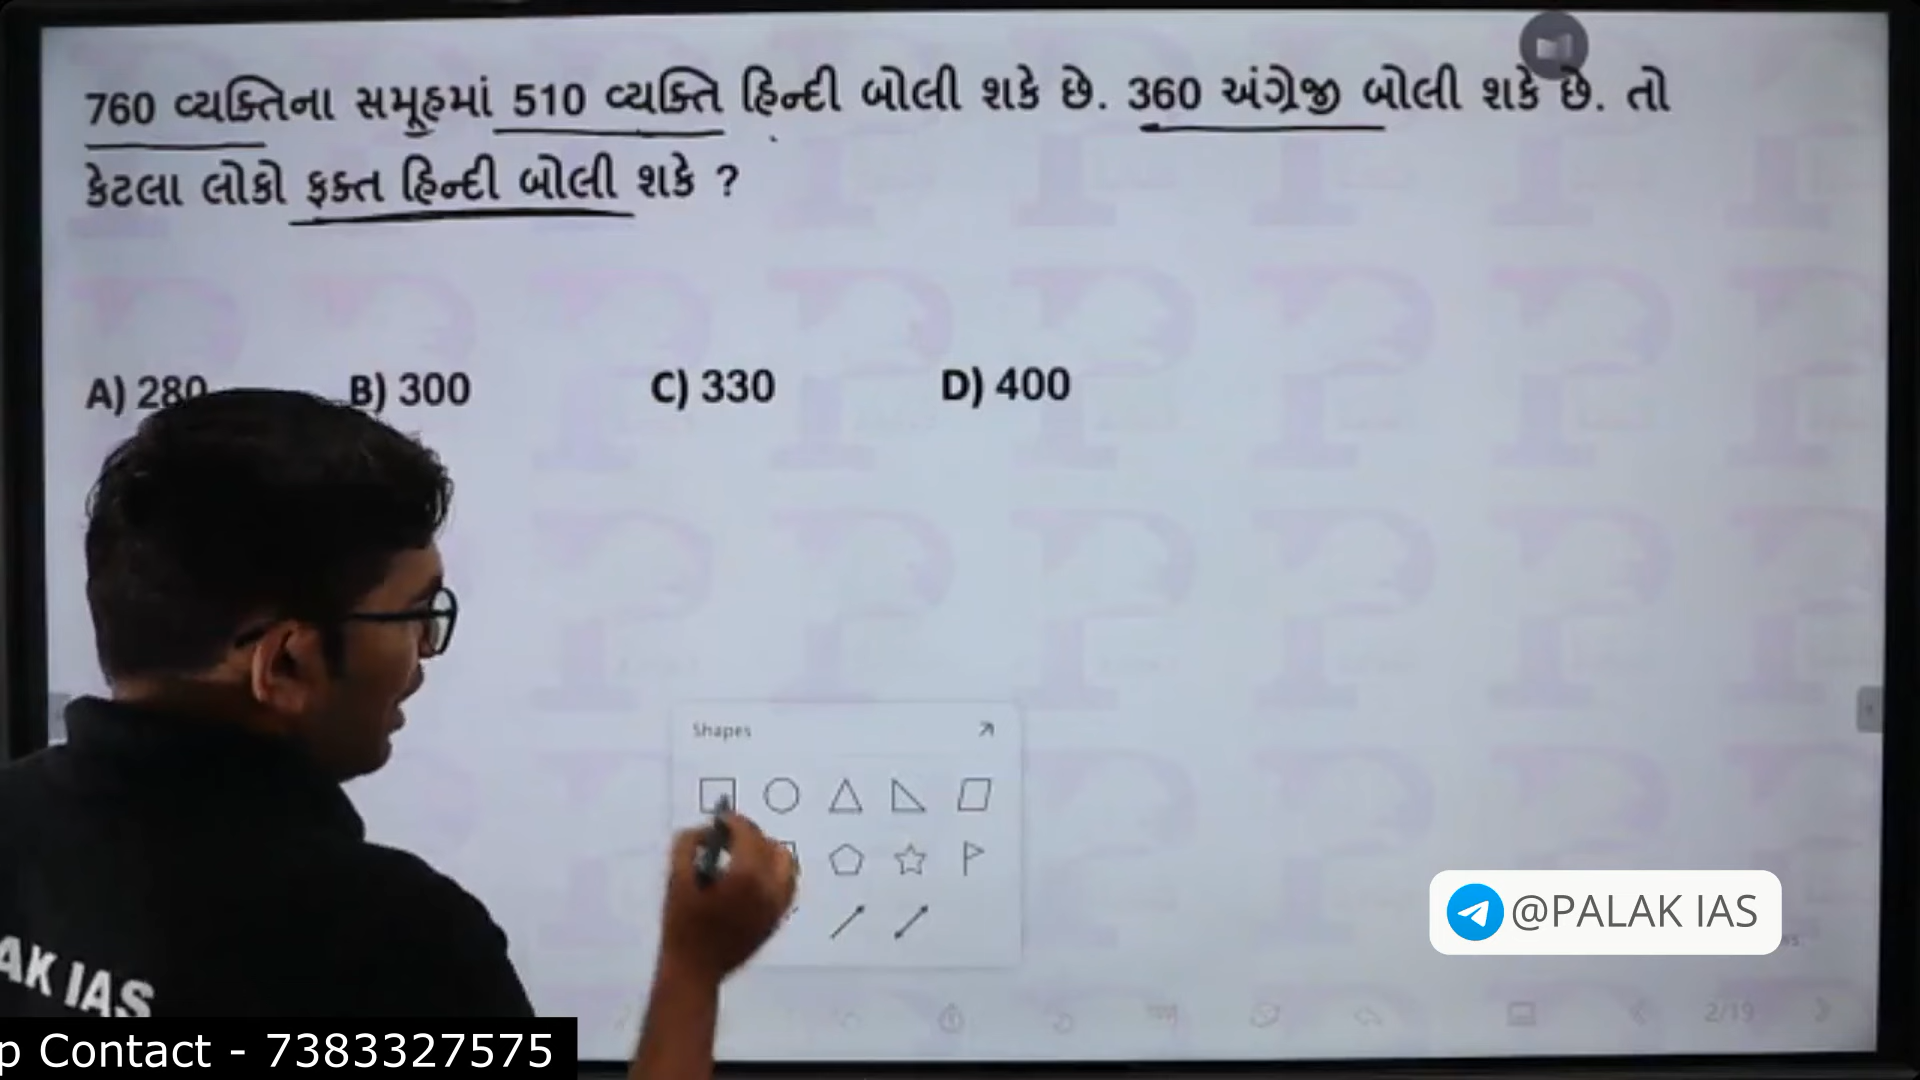 760 વ્યક્તિના સમૂહમાં 510 વ્યક્તિ હિન્દી બોલી શકે છે. 360 અંગ્રેજી બોલી શકે છે. તો
કેટલા લોકો ફક્ત હિન્દી બોલી શકે ?
A) 280 B) 300 C) 330 D) 400
Shapes
@PALAK IAS
AK IAS
2/19
p Contact - 7383327575